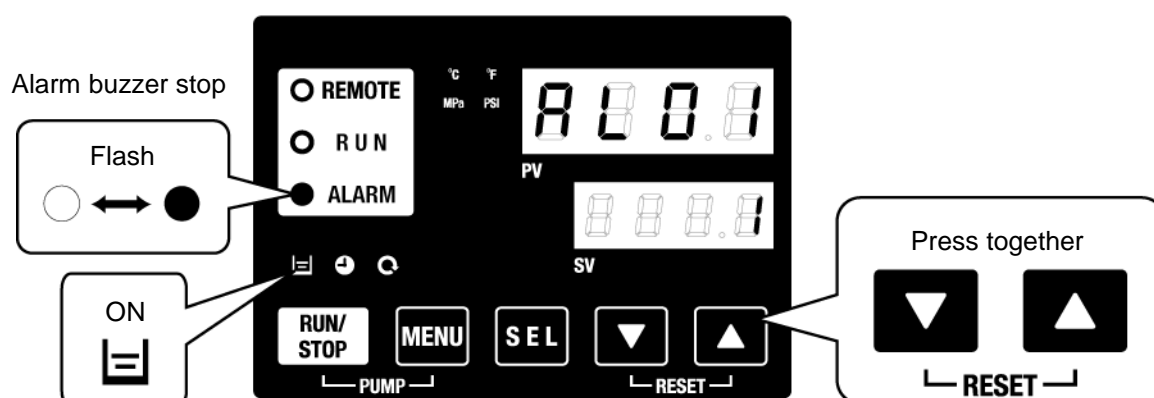 Alarm buzzer stop
Flash
ON
REMOTE
RUN
ALARM
°C °F
MPa PSI
AL01
PV
1
SV
RUN/
STOP
MENU
SEL
PUMP
RESET
Press together
RESET